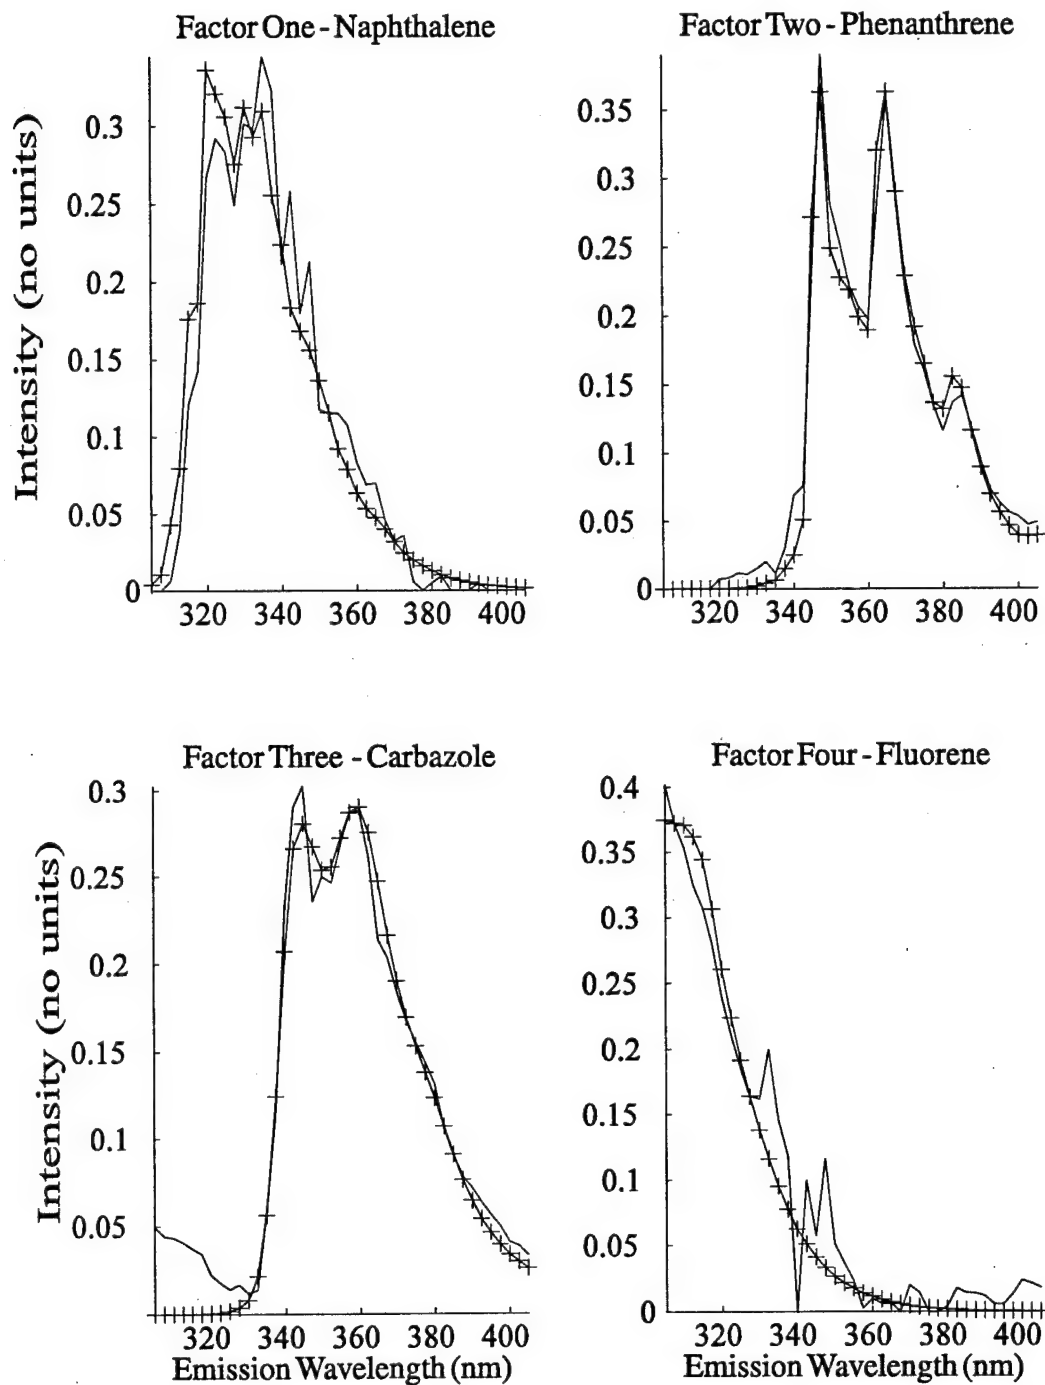 Factor One - Naphthalene
Factor Two - Phenanthrene
Intensity (no units)
0.3
0.25
0.2
0.15
0.1
0.05
0
320 340 360 380 400
0.35
0.3
0.25
0.2
0.15
0.1
0.05
0
320 340 360 380 400
Factor Three - Carbazole
Factor Four - Fluorene
Intensity (no units)
0.3
0.25
0.2
0.15
0.1
0.05
320 340 360 380 400
Emission Wavelength (nm)
0.4
0.35
0.3
0.25
0.2
0.15
0.1
0.05
0
320 340 360 380 400
Emission Wavelength (nm)